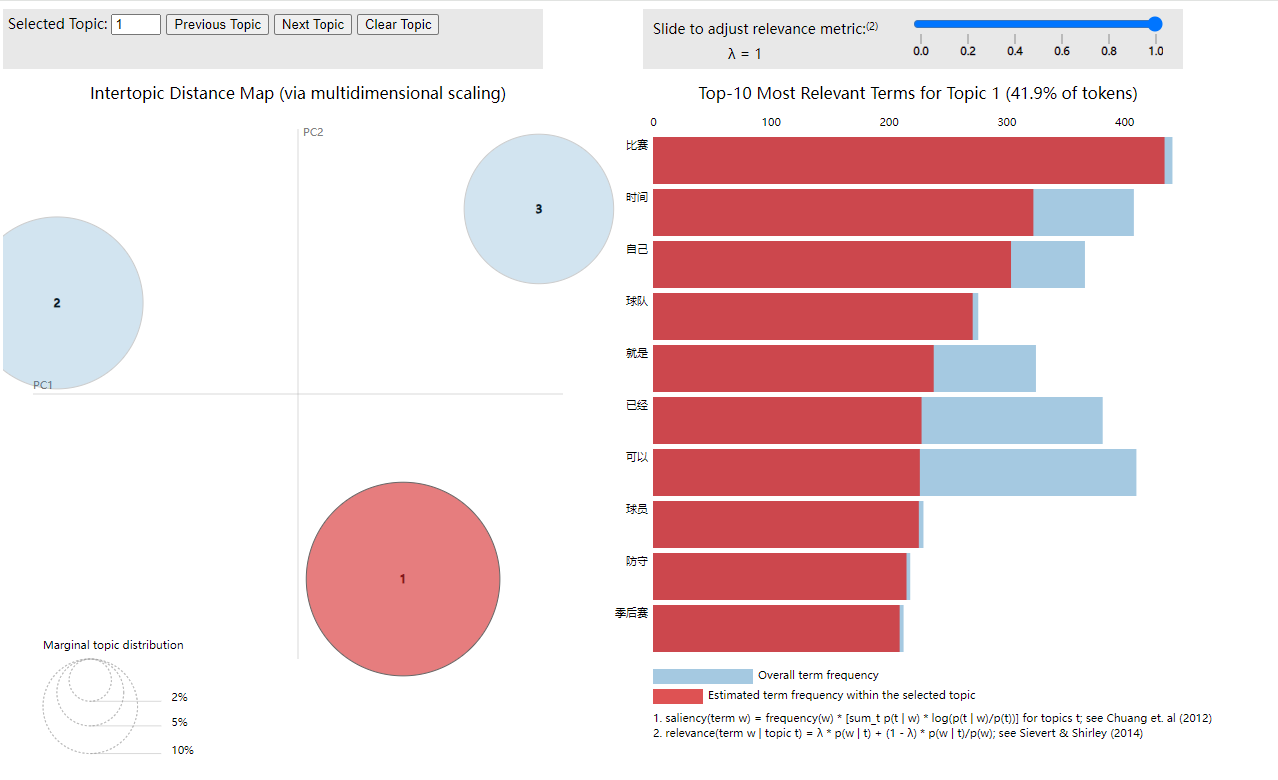 Selected Topic: 1 Previous Topic Next Topic Clear Topic
Slide to adjust relevance metric:(2)
λ = 1
0.0 0.2 0.4 0.6 0.8 1.0
Intertopic Distance Map (via multidimensional scaling)
PC2
3
2
PC1
1
Marginal topic distribution
2%
5%
10%
Top-10 Most Relevant Terms for Topic 1 (41.9% of tokens)
0 100 200 300 400
比赛
时间
自己
球队
就是
已经
可以
球员
防守
季后赛
Overall term frequency
Estimated term frequency within the selected topic
1. saliency(term w) = frequency(w) * [sum_t p(t | w) * log(p(t | w)/p(t))] for topics t; see Chuang et. al (2012)
2. relevance(term w | topic t) = λ * p(w | t) + (1 - λ) * p(w | t)/p(w); see Sievert & Shirley (2014)